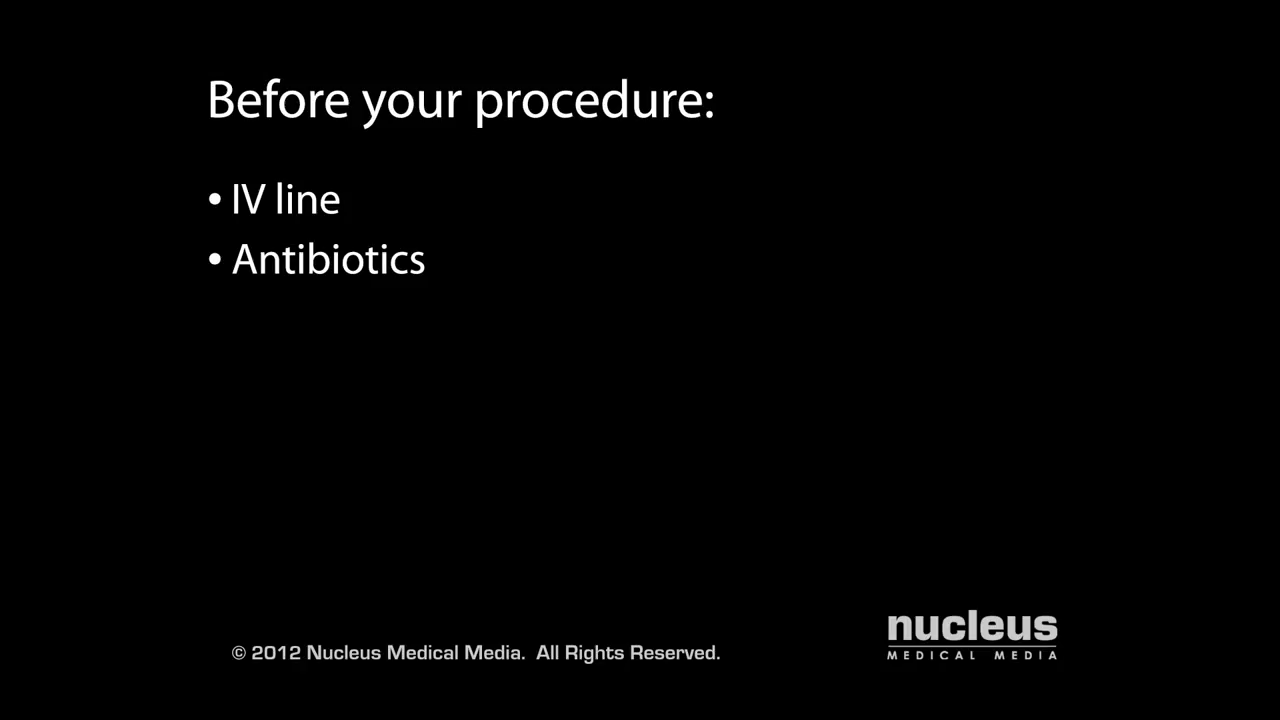 Before your procedure:
• IV line
• Antibiotics
© 2012 Nucleus Medical Media. All Rights Reserved.
nucleus
MEDICAL MEDIA